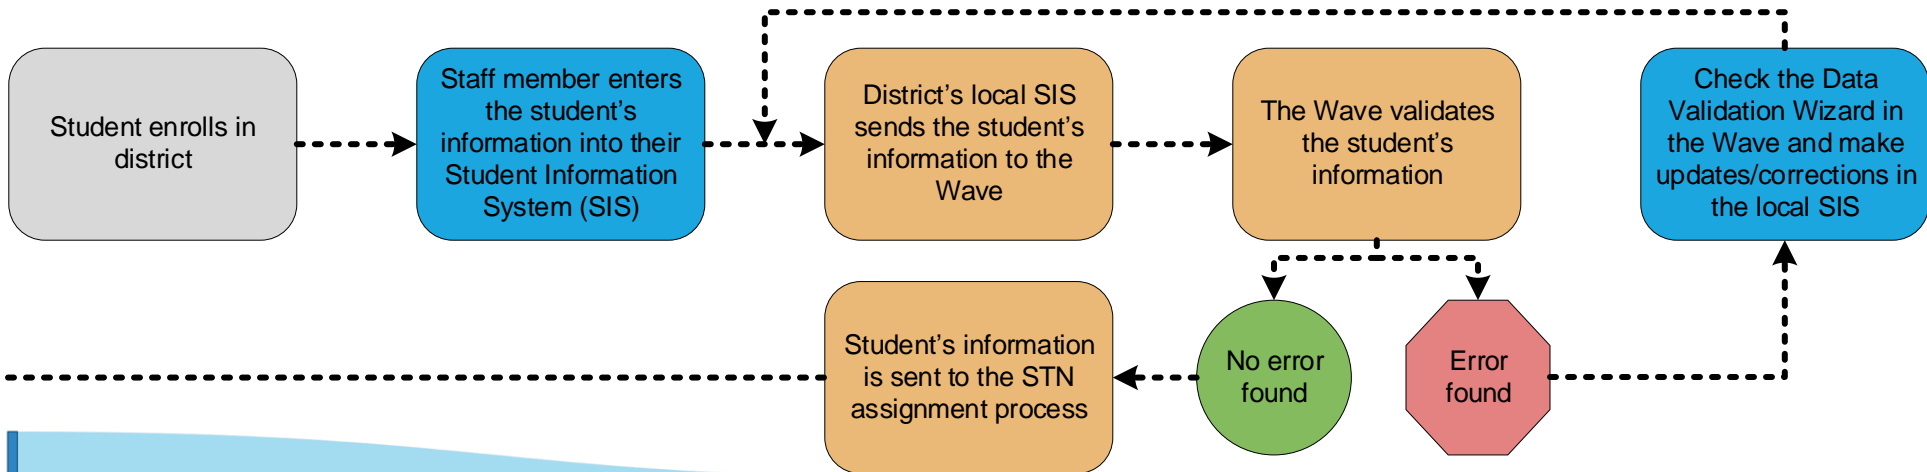 Student enrolls in
district
Staff member enters
the student’s
information into their
Student Information
System (SIS)
District’s local SIS
sends the student’s
information to the
Wave
The Wave validates
the student’s
information
Check the Data
Validation Wizard in
the Wave and make
updates/corrections in
the local SIS
Student’s information
is sent to the STN
assignment process
No error
found
Error
found